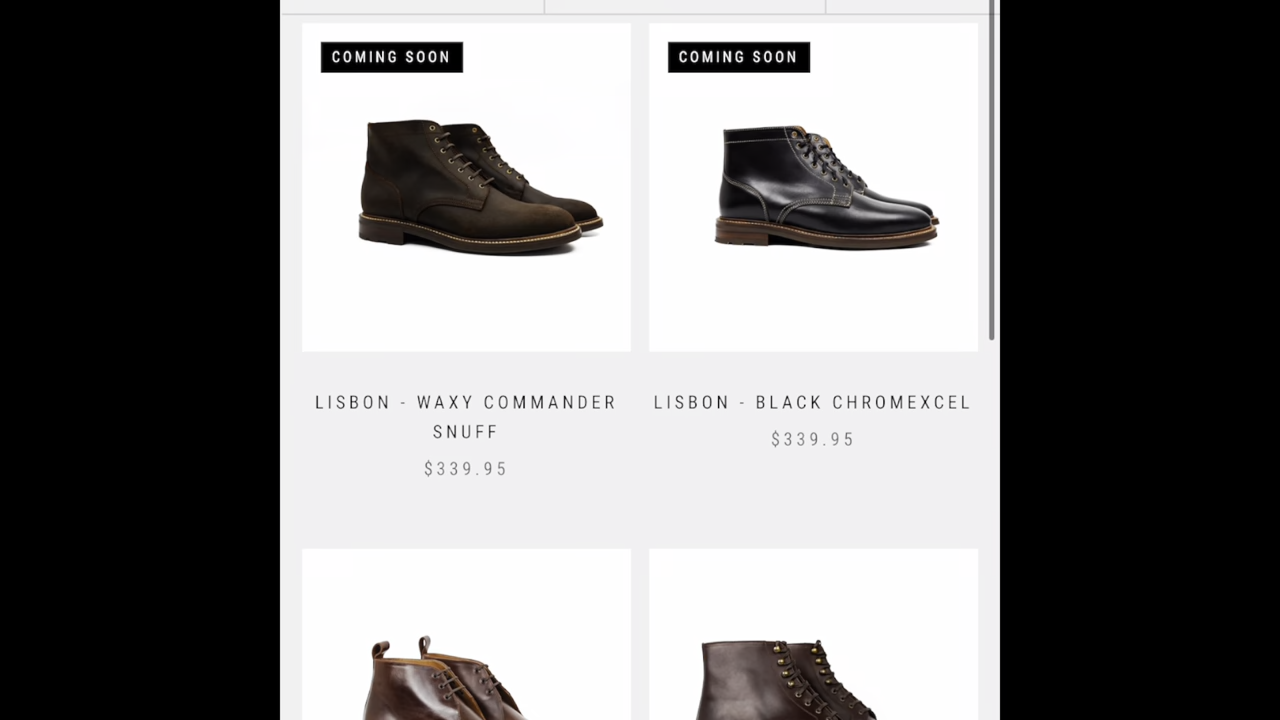 COMING SOON
COMING SOON
LISBON - WAXY COMMANDER
SNUFF
$339.95
LISBON - BLACK CHROMEXCEL
$339.95